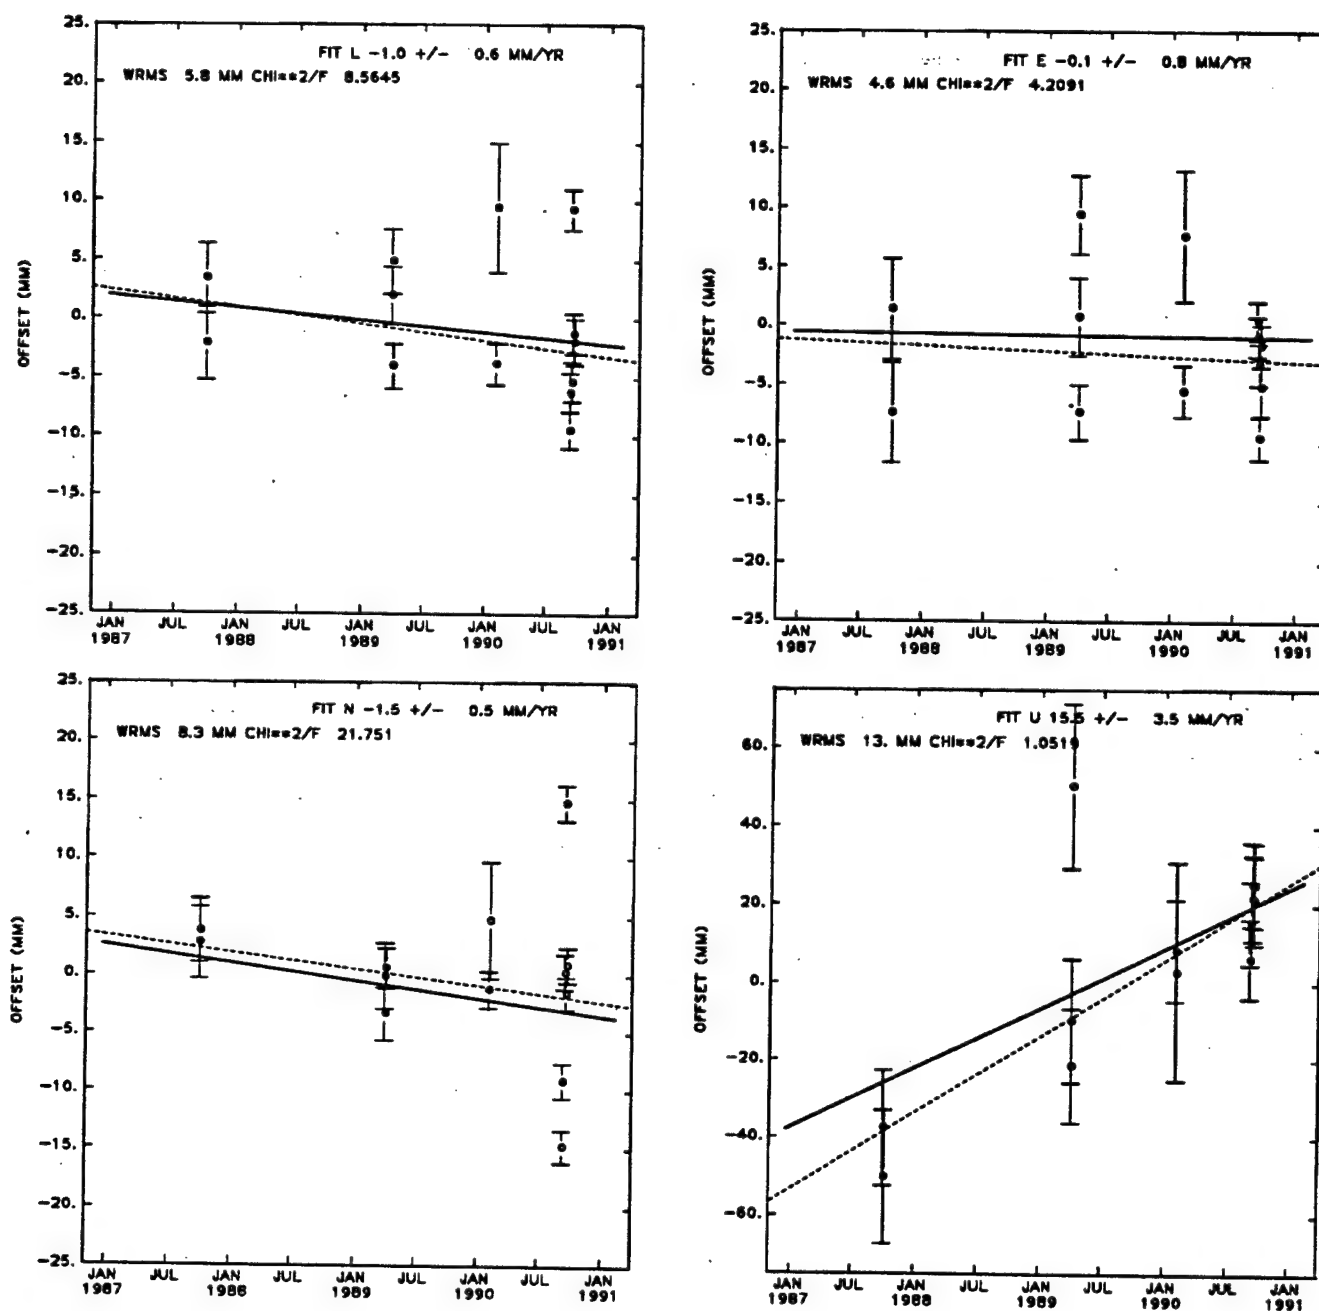 25.
20.
15.
10.
5.
0.
-5.
-10.
-15.
-20.
-25.
OFFSET (MM)
FIT L -1.0 +/- 0.6 MM/YR
WRMS 5.8 MM CHI**2/F 8.5645
JAN 1987 JUL JAN 1988 JUL JAN 1989 JUL JAN 1990 JUL JAN 1991
25.
20.
15.
10.
5.
0.
-5.
-10.
-15.
-20.
-25.
OFFSET (MM)
FIT E -0.1 +/- 0.8 MM/YR
WRMS 4.6 MM CHI**2/F 4.2091
JAN 1987 JUL JAN 1988 JUL JAN 1989 JUL JAN 1990 JUL JAN 1991
25.
20.
15.
10.
5.
0.
-5.
-10.
-15.
-20.
-25.
OFFSET (MM)
FIT N -1.5 +/- 0.5 MM/YR
WRMS 8.3 MM CHI**2/F 21.751
JAN 1987 JUL JAN 1988 JUL JAN 1989 JUL JAN 1990 JUL JAN 1991
60.
40.
20.
0.
-20.
-40.
-60.
OFFSET (MM)
FIT U 15.5 +/- 3.5 MM/YR
WRMS 13. MM CHI**2/F 1.0519
JAN 1987 JUL JAN 1988 JUL JAN 1989 JUL JAN 1990 JUL JAN 1991